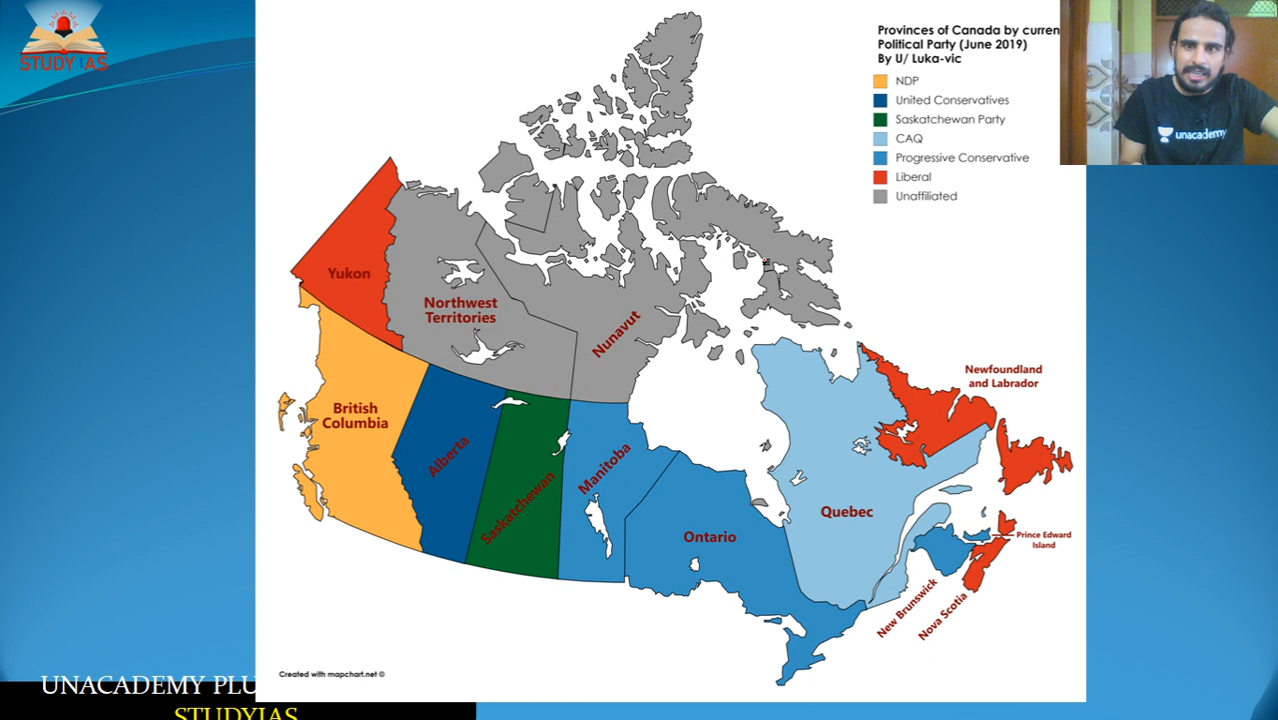 STUDY IAS
Provinces of Canada by curren
Political Party (June 2019)
By U/ Luka-vic
NDP
United Conservatives
Saskatchewan Party
CAQ
Progressive Conservative
Liberal
Unaffiliated
unacademy
Yukon
Northwest
Territories
Nunavut
British
Columbia
Alberta
Saskatchewan
Manitoba
Ontario
Quebec
Newfoundland
and Labrador
Prince Edward
Island
New Brunswick
Nova Scotia
Created with mapchart.net ©
UNACADEMY PLU
STUDYIAS